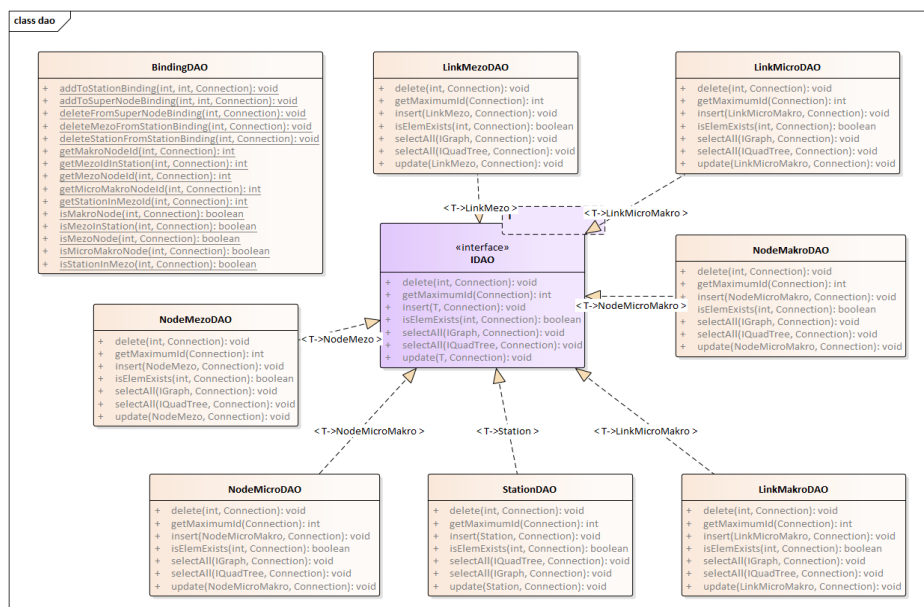 class dao
BindingDAO
+ addToStationBinding(int, int, Connection): void
+ addToSuperNodeBinding(int, int, Connection): void
+ deleteFromSuperNodeBinding(int, Connection): void
+ deleteMezoFromStationBinding(int, Connection): void
+ deleteStationFromStationBinding(int, Connection): void
+ getMakroNodeId(int, Connection): int
+ getMezoIdInStation(int, Connection): int
+ getMezoNodeId(int, Connection): int
+ getMicroMakroNodeId(int, Connection): int
+ getStationInMezoId(int, Connection): int
+ isMakroNode(int, Connection): boolean
+ isMezoInStation(int, Connection): boolean
+ isMezoNode(int, Connection): boolean
+ isMicroMakroNode(int, Connection): boolean
+ isStationInMezo(int, Connection): boolean
LinkMezoDAO
+ delete(int, Connection): void
+ getMaximumId(Connection): int
+ insert(LinkMezo, Connection): void
+ isElemExists(int, Connection): boolean
+ selectAll(IGraph, Connection): void
+ selectAll(IQuadTree, Connection): void
+ update(LinkMezo, Connection): void
LinkMicroDAO
+ delete(int, Connection): void
+ getMaximumId(Connection): int
+ insert(LinkMicroMakro, Connection): void
+ isElemExists(int, Connection): boolean
+ selectAll(IGraph, Connection): void
+ selectAll(IQuadTree, Connection): void
+ update(LinkMicroMakro, Connection): void
< T->LinkMezo >
< T->LinkMicroMakro >
«interface»
IDAO
+ delete(int, Connection): void
+ getMaximumId(Connection): int
+ insert(T, Connection): void
+ isElemExists(int, Connection): boolean
+ selectAll(IGraph, Connection): void
+ selectAll(IQuadTree, Connection): void
+ update(T, Connection): void
NodeMakroDAO
+ delete(int, Connection): void
+ getMaximumId(Connection): int
+ insert(NodeMicroMakro, Connection): void
+ isElemExists(int, Connection): boolean
+ selectAll(IGraph, Connection): void
+ selectAll(IQuadTree, Connection): void
+ update(NodeMicroMakro, Connection): void
< T->NodeMicroMakro >
NodeMezoDAO
+ delete(int, Connection): void
+ getMaximumId(Connection): int
+ insert(NodeMezo, Connection): void
+ isElemExists(int, Connection): boolean
+ selectAll(IGraph, Connection): void
+ selectAll(IQuadTree, Connection): void
+ update(NodeMezo, Connection): void
< T->NodeMezo >
< T->NodeMicroMakro >
< T->Station >
< T->LinkMicroMakro >
NodeMicroDAO
+ delete(int, Connection): void
+ getMaximumId(Connection): int
+ insert(NodeMicroMakro, Connection): void
+ isElemExists(int, Connection): boolean
+ selectAll(IGraph, Connection): void
+ selectAll(IQuadTree, Connection): void
+ update(NodeMicroMakro, Connection): void
StationDAO
+ delete(int, Connection): void
+ getMaximumId(Connection): int
+ insert(Station, Connection): void
+ isElemExists(int, Connection): boolean
+ selectAll(IQuadTree, Connection): void
+ selectAll(IGraph, Connection): void
+ update(Station, Connection): void
LinkMakroDAO
+ delete(int, Connection): void
+ getMaximumId(Connection): int
+ insert(LinkMicroMakro, Connection): void
+ isElemExists(int, Connection): boolean
+ selectAll(IGraph, Connection): void
+ selectAll(IQuadTree, Connection): void
+ update(LinkMicroMakro, Connection): void